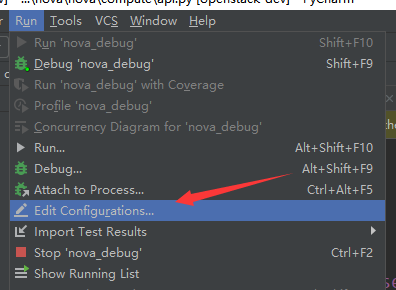 ...\nova\nova\compute\api.py [openstack-dev] - PyCharm
Run Tools VCS Window Help
Run 'nova_debug' Shift+F10
Debug 'nova_debug' Shift+F9
Run 'nova_debug' with Coverage
Profile 'nova_debug'
Concurrency Diagram for 'nova_debug'
Run... Alt+Shift+F10
Debug... Alt+Shift+F9
Attach to Process... Ctrl+Alt+F5
Edit Configurations...
Import Test Results
Stop 'nova_debug' Ctrl+F2
Show Running List